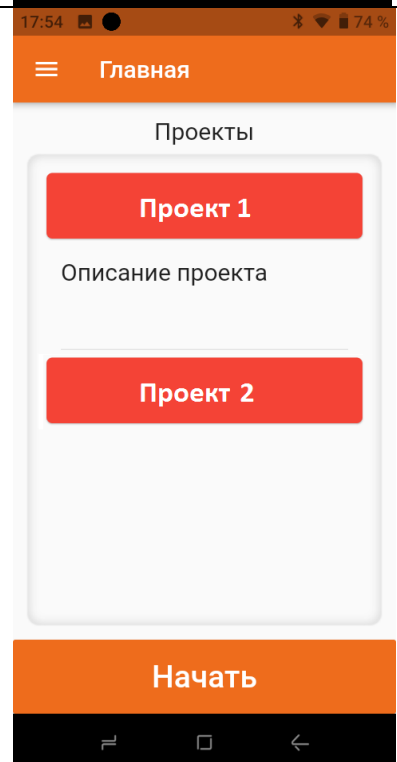 17:54 74 %
Главная
Проекты
Проект 1
Описание проекта
Проект 2
Начать